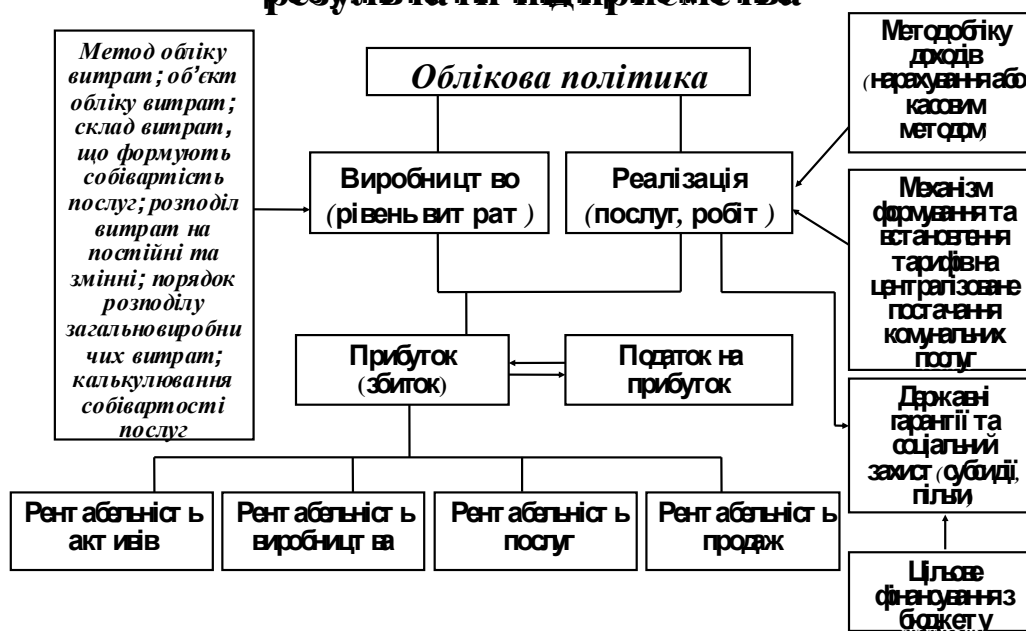 результати підприємства
Метод обліку
витрат; об’єкт
обліку витрат;
склад витрат,
що формують
собівартість
послуг; розподіл
витрат на
постійні та
змінні; порядок
розподілу
загальновиробни
чих витрат;
калькулювання
собівартості
послуг
Облікова політика
Виробництво
(рівень витрат)
Реалізація
(послуг, робіт)
Метод обліку
доходів
(нарахування або
касовим
методом)
Механізм
формування та
встановлення
тарифів на
централізоване
постачання
комунальних
послуг
Прибуток
(збиток)
Податок на
прибуток
Державні
гарантії та
соціальний
захист (субсидії,
пільги)
Рентабельність
активів
Рентабельність
виробництва
Рентабельність
послуг
Рентабельність
продаж
Цільове
фінансування з
бюджету